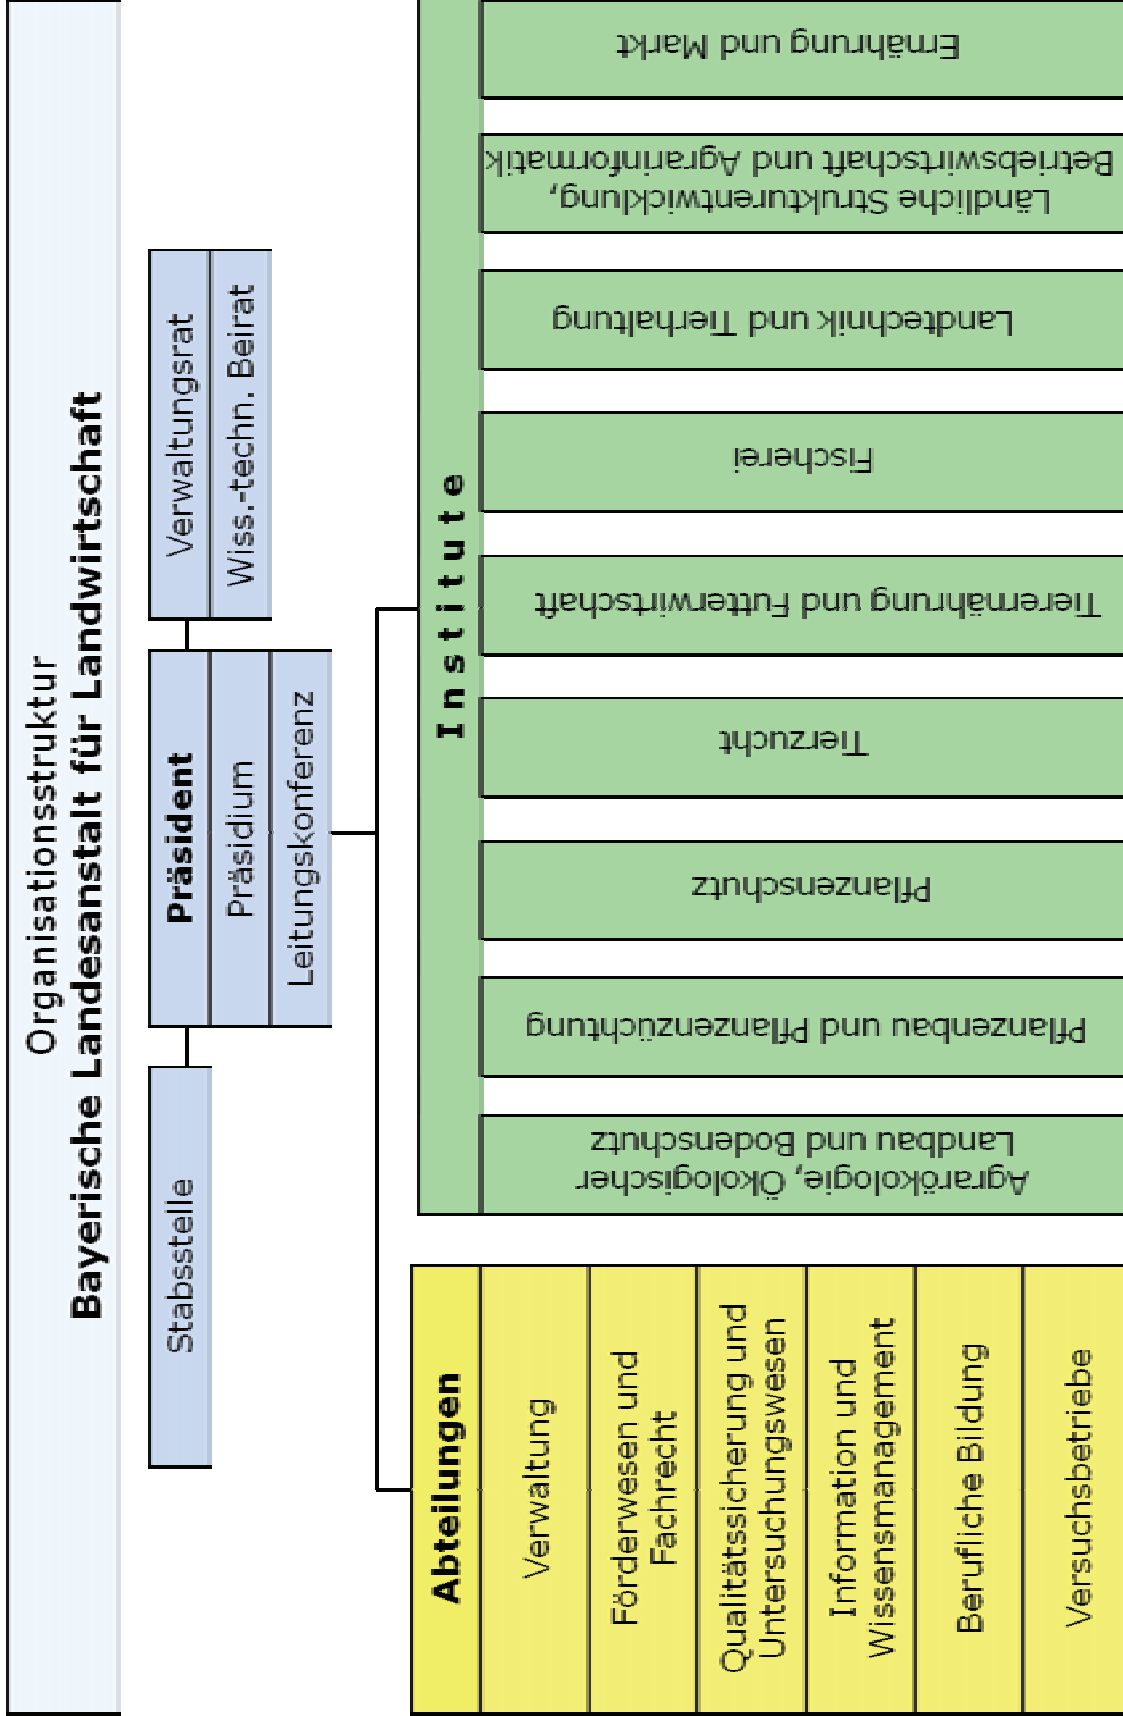 Organisationsstruktur
Bayerische Landesanstalt für Landwirtschaft
Stabsstelle
Präsident
Präsidium
Leitungskonferenz
Verwaltungsrat
Wiss.-techn. Beirat
Abteilungen
Verwaltung
Förderwesen und
Fachrecht
Qualitätssicherung und
Untersuchungswesen
Information und
Wissensmanagement
Berufliche Bildung
Versuchsbetriebe
Institute
Agrarökologie, Ökologischer
Landbau und Bodenschutz
Pflanzenbau und Pflanzenzüchtung
Pflanzenschutz
Tierzucht
Tierernährung und Futterwirtschaft
Fischerei
Landtechnik und Tierhaltung
Ländliche Strukturentwicklung,
Betriebswirtschaft und Agrarinformatik
Ernährung und Markt